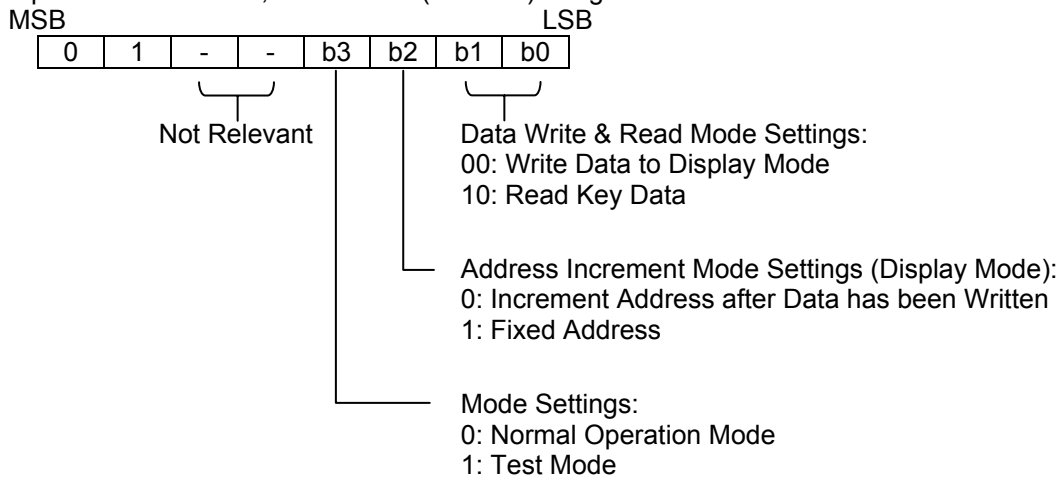 MSB LSB
0 1 - - b3 b2 b1 b0
Not Relevant
Data Write & Read Mode Settings:
00: Write Data to Display Mode
10: Read Key Data
Address Increment Mode Settings (Display Mode):
0: Increment Address after Data has been Written
1: Fixed Address
Mode Settings:
0: Normal Operation Mode
1: Test Mode